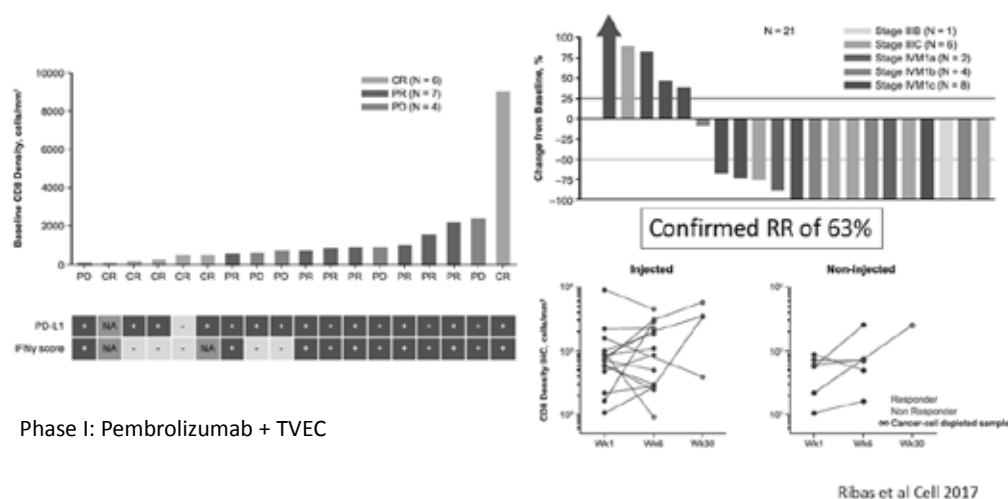 Baseline CD8 Density, cells/mm²
10000
8000
6000
4000
2000
0
CR (N = 6)
PR (N = 7)
PD (N = 4)
PD CR CR CR CR CR PR PD PD PR PR PR PD PR PR PR PD CR
PD-L1 + NA + + - + + + + + + + + + + + + +
IFNγ score + NA - - - NA + - - + + + + + + + + +
Phase I: Pembrolizumab + TVEC
Change from Baseline, %
100
75
50
25
0
−25
−50
−75
−100
N = 21
Stage IIIB (N = 1)
Stage IIIC (N = 6)
Stage IVM1a (N = 2)
Stage IVM1b (N = 4)
Stage IVM1c (N = 8)
Confirmed RR of 63%
Injected
Non-injected
CD8 Density IHC, cells/mm²
Wk1 Wk6 Wk30
Wk1 Wk6 Wk30
Responder
Non Responder
Cancer-cell depleted sample
Ribas et al Cell 2017